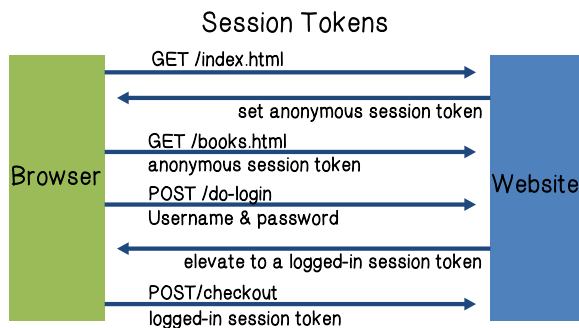 Session Tokens
GET /index.html
set anonymous session token
GET /books.html
anonymous session token
Browser
Website
POST /do-login
Username & password
elevate to a logged-in session token
POST/checkout
logged-in session token